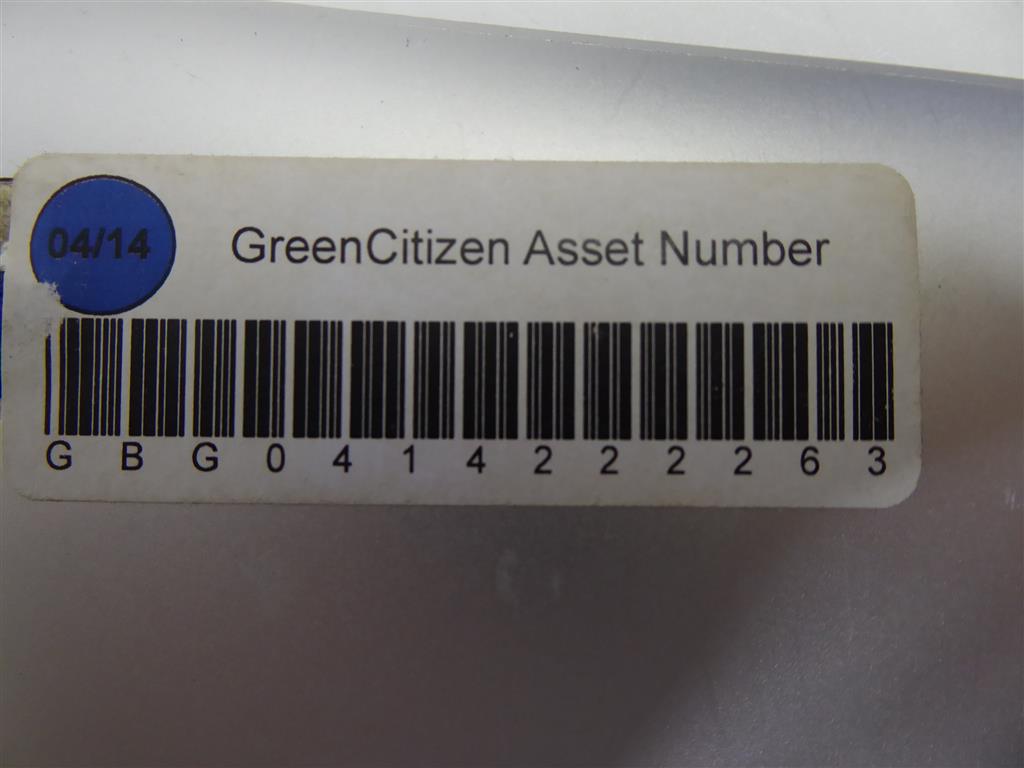 04/14
GreenCitizen Asset Number
G B G 0 4 1 4 2 2 2 2 6 3